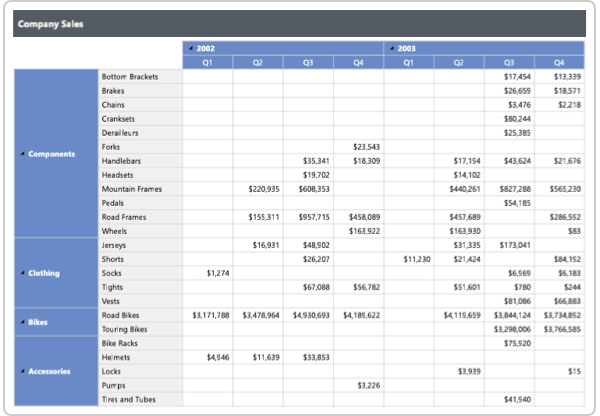 Company Sales
2002 2003
Q1 Q2 Q3 Q4 Q1 Q2 Q3 Q4
Components Bottom Brackets $17,454 $13,339
Brakes $26,659 $18,571
Chains $3,476 $2,218
Cranksets $80,244
Derailleurs $25,385
Forks $23,543
Handlebars $35,341 $18,309 $17,194 $43,624 $21,676
Headsets $19,702 $14,102
Mountain Frames $220,935 $608,353 $440,261 $827,288 $565,230
Pedals $54,185
Road Frames $155,311 $957,715 $458,089 $457,689 $286,552
Wheels $163,922 $163,930 $83
Clothing Jerseys $16,931 $48,902 $31,335 $173,041
Shorts $26,207 $11,230 $21,424 $84,192
Socks $1,274 $6,969 $6,183
Tights $67,088 $56,782 $51,601 $780 $244
Vests $81,086 $66,883
Bikes Road Bikes $3,171,788 $3,478,964 $4,930,693 $4,189,622 $4,119,659 $3,844,124 $3,734,892
Touring Bikes $3,298,006 $3,766,585
Accessories Bike Racks $75,920
Helmets $4,946 $11,639 $33,853
Locks $3,939 $15
Pumps $3,226
Tires and Tubes $41,940